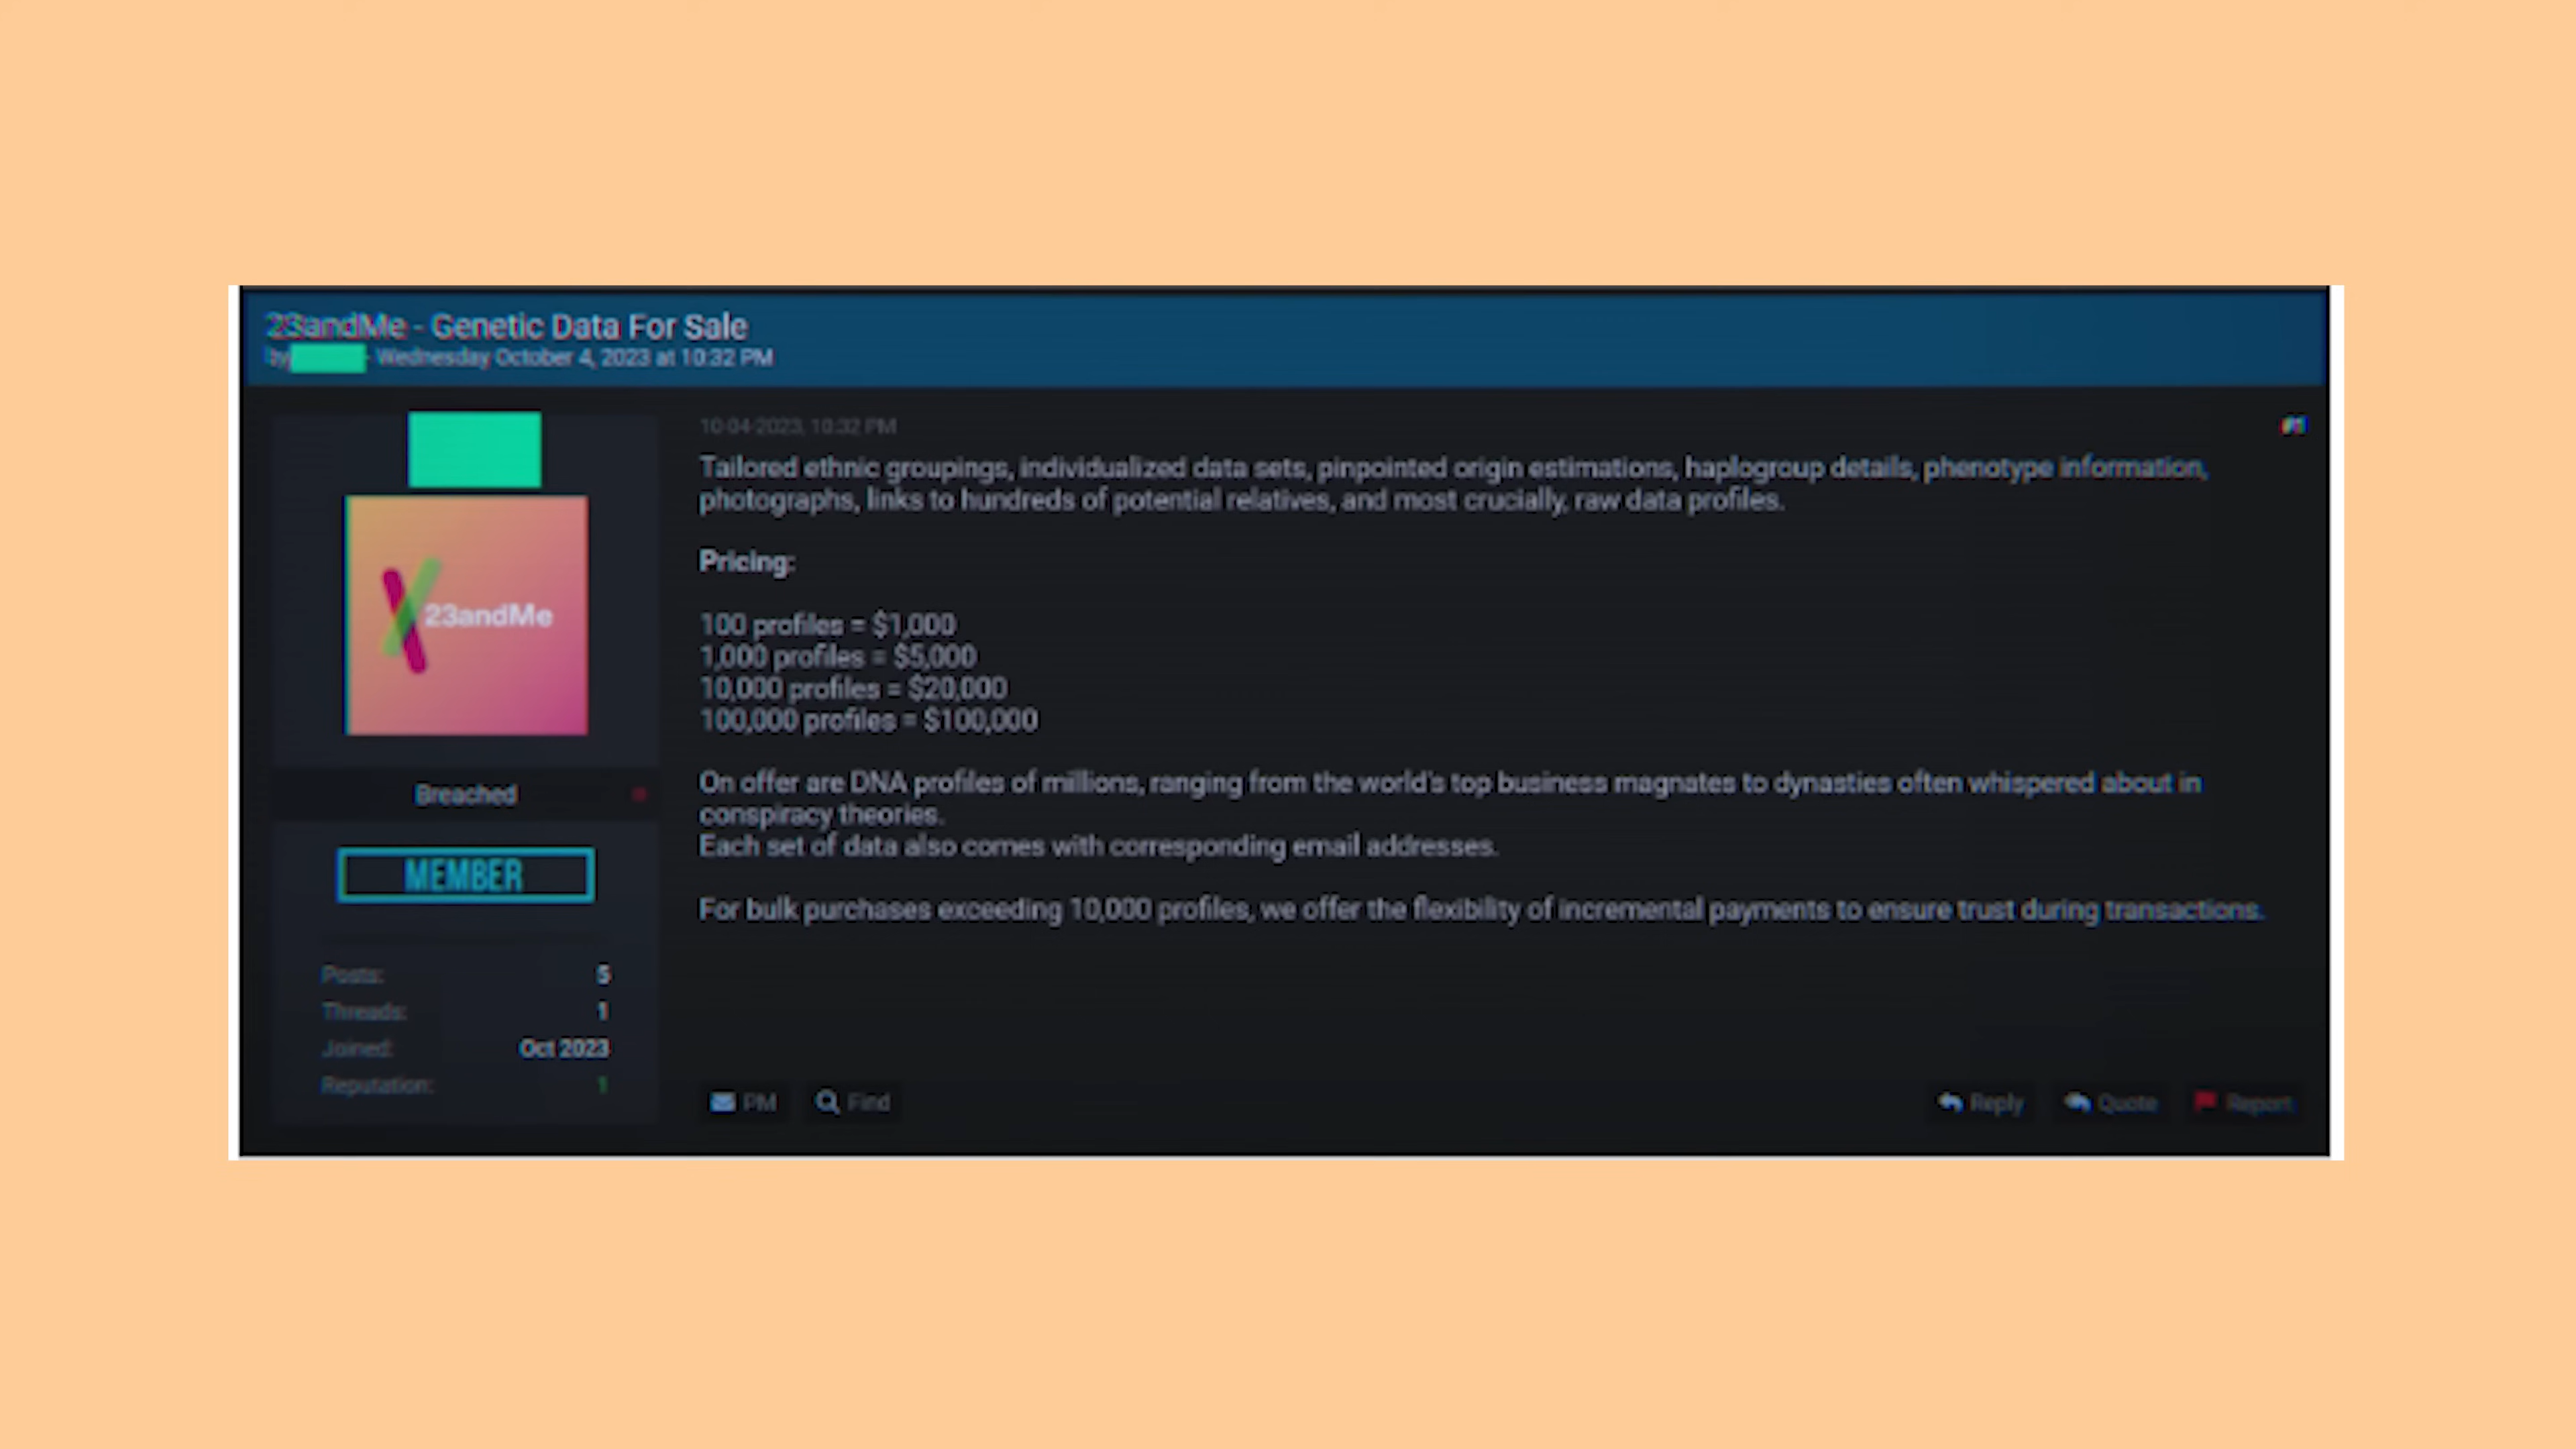 23andMe - Genetic Data For Sale
by - Wednesday October 4, 2023 at 10:32 PM
10-04-2023, 10:32 PM
#1
Tailored ethnic groupings, individualized data sets, pinpointed origin estimations, haplogroup details, phenotype information,
photographs, links to hundreds of potential relatives, and most crucially, raw data profiles.
23andMe
Pricing:
100 profiles = $1,000
1,000 profiles = $5,000
10,000 profiles = $20,000
100,000 profiles = $100,000
On offer are DNA profiles of millions, ranging from the world's top business magnates to dynasties often whispered about in
conspiracy theories.
Each set of data also comes with corresponding email addresses.
For bulk purchases exceeding 10,000 profiles, we offer the flexibility of incremental payments to ensure trust during transactions.
Breached
MEMBER
Posts: 5
Threads: 1
Joined: Oct 2023
Reputation: 1
PM Find Reply Quote Report